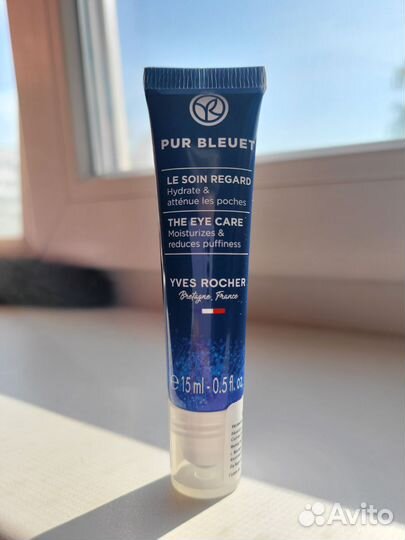 PUR BLEUET
LE SOIN REGARD
Hydrate &
atténue les poches
THE EYE CARE
Moisturizes &
reduces puffiness
YVES ROCHER
Bretagne, France
℮ 15 ml - 0.5 fl. oz.
Avito